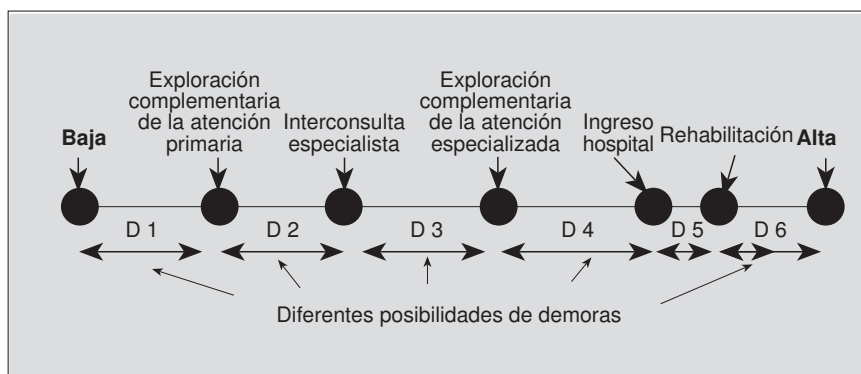 Exploración
complementaria
de la atención
primaria
Baja
Interconsulta
especialista
Exploración
complementaria
de la atención
especializada
Ingreso
hospital
Rehabilitación
Alta
D 1
D 2
D 3
D 4
D 5
D 6
Diferentes posibilidades de demoras